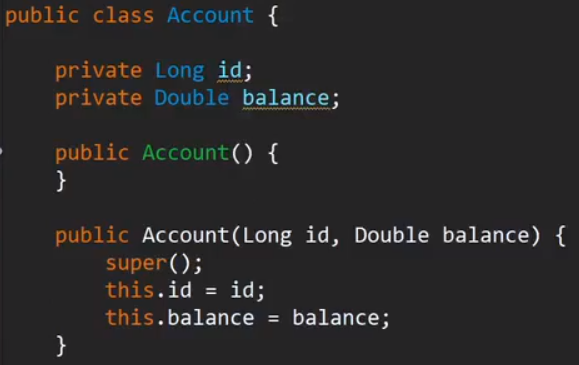 public class Account {
private Long id;
private Double balance;
public Account() {
}
public Account(Long id, Double balance) {
super();
this.id = id;
this.balance = balance;
}